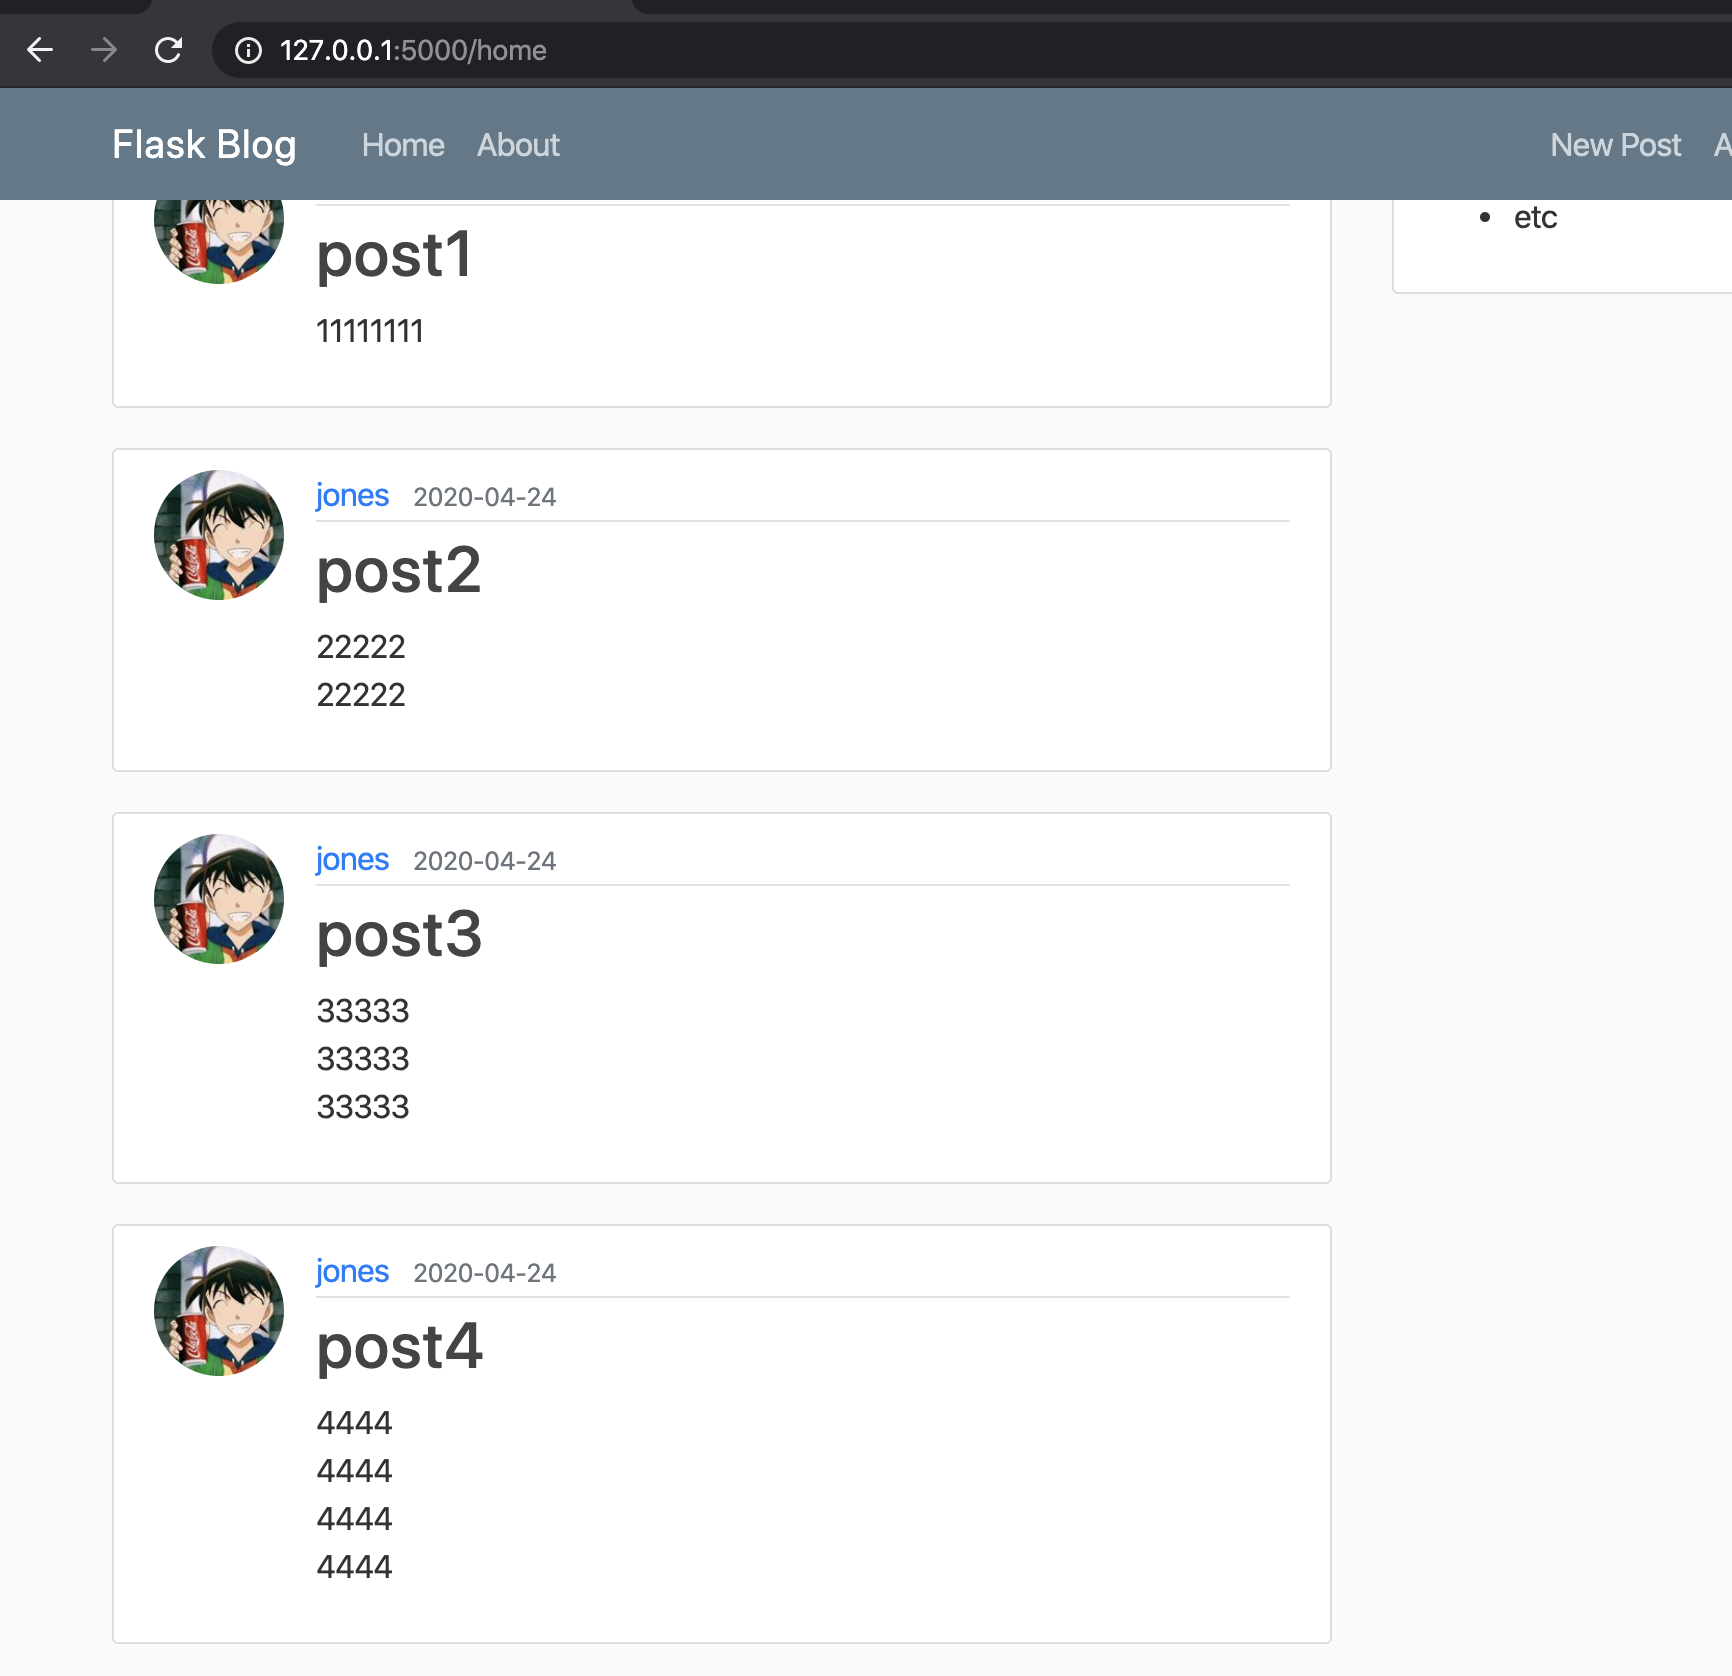 127.0.0.1:5000/home
Flask Blog Home About New Post A
etc
post1
11111111
jones 2020-04-24
post2
22222
22222
jones 2020-04-24
post3
33333
33333
33333
jones 2020-04-24
post4
4444
4444
4444
4444